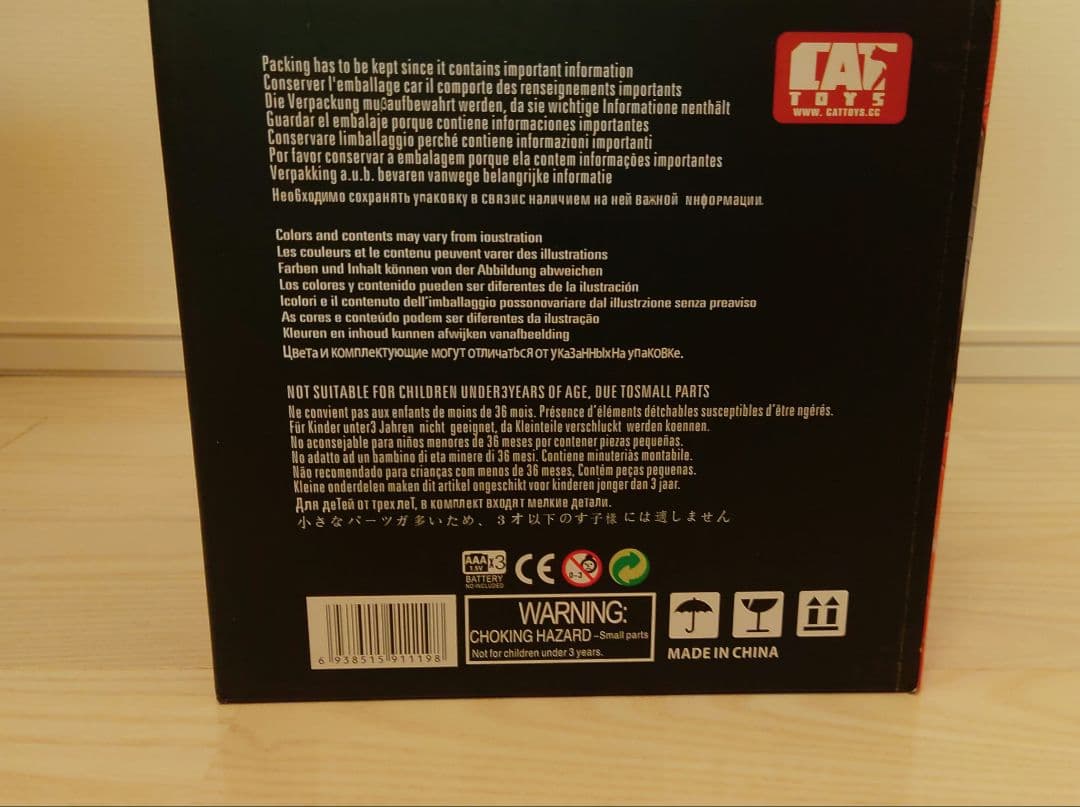 CAT
TOYS
WWW. CATTOYS.CC
Packing has to be kept since it contains important information
Conserver l'emballage car il comporte des renseignements importants
Die Verpackung mußaufbewahrt werden, da sie wichtige Informatione nenthält
Guardar el embalaje porque contiene informaciones importantes
Conservare limballaggio perché contiene informazioni importanti
Por favor conservar a embalagem porque ela contem informações importantes
Verpakking a.u.b. bevaren vanwege belangrijke informatie
Необходимо сохранять упаковку в связис наличием на ней важной информации.
Colors and contents may vary from ioustration
Les couleurs et le contenu peuvent varer des illustrations
Farben und Inhalt können von der Abbildung abweichen
Los colores y contenido pueden ser diferentes de la ilustración
Icolori e il contenuto dell'imballaggio possonovariare dal illustrzione senza preaviso
As cores e conteúdo podem ser diferentes da ilustração
Kleuren en inhoud kunnen afwijken vanafbeelding
Цвета и комплектующие могут отличаться от указанныхна упаковке.
NOT SUITABLE FOR CHILDREN UNDER3YEARS OF AGE, DUE TOSMALL PARTS
Ne convient pas aux enfants de moins de 36 mois. Présence d'éléments détchables susceptibles d'être ngérés.
Für Kinder unter3 Jahren nicht geeignet, da Kleinteile verschluckt werden koennen.
No aconsejable para niños menores de 36 meses por contener piezas pequeñas.
No adatto ad un bambino di eta minere di 36 mesi. Contiene minuteriàs montabile.
Não recomendado para crianças com menos de 36 meses, Contém peças pequenas.
Kleine onderdelen maken dit artikel ongeschikt voor kinderen jonger dan 3 jaar.
Для детей от трех лет, в комплект входят мелкие детали.
小さなパーツガ多いため、3才以下のす子様には適しません
AAA x3
1.5V
BATTERY
NO INCLUDED
CE
0-3
6 938515 911198
WARNING:
CHOKING HAZARD –Small parts
Not for children under 3 years.
MADE IN CHINA